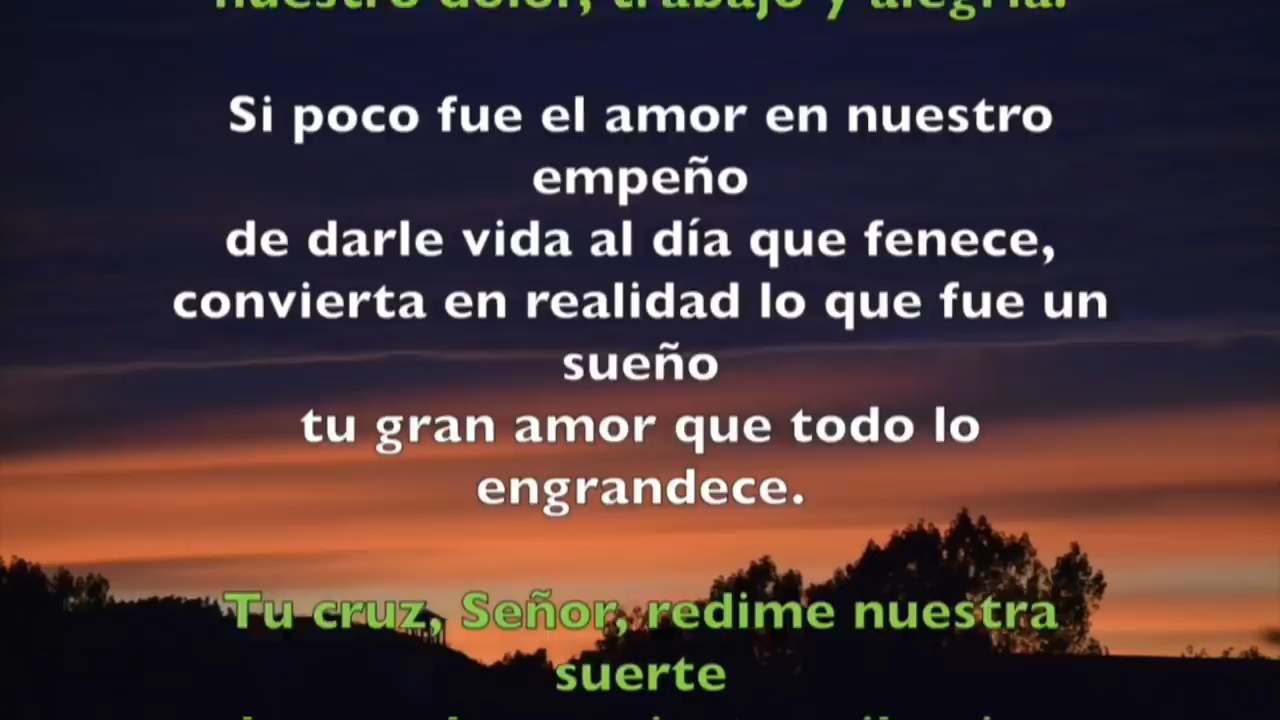 nuestro dolor, trabajo y alegría.
Si poco fue el amor en nuestro
empeño
de darle vida al día que fenece,
convierta en realidad lo que fue un
sueño
tu gran amor que todo lo
engrandece.
Tu cruz, Señor, redime nuestra
suerte